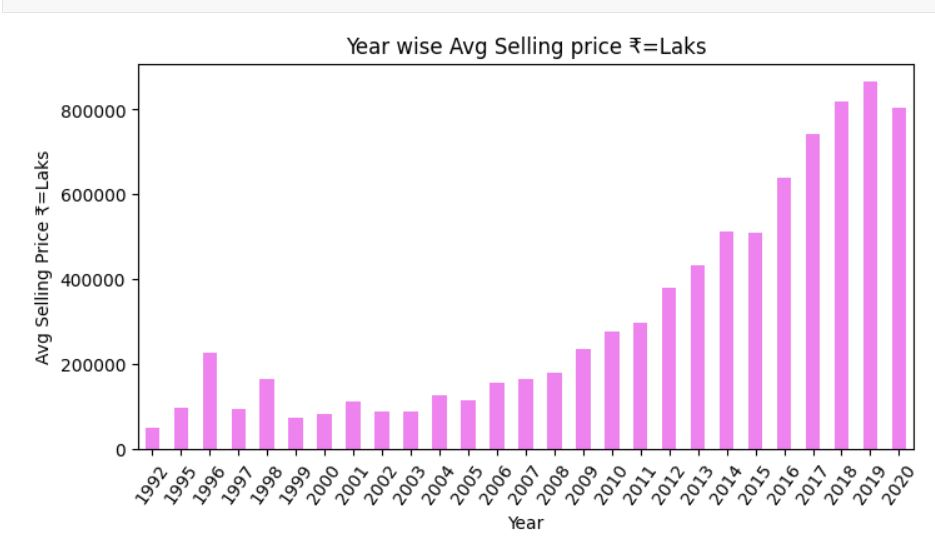 Year wise Avg Selling price ₹=Laks
Avg Selling Price ₹=Laks
800000
600000
400000
200000
0
1992 1995 1996 1997 1998 1999 2000 2001 2002 2003 2004 2005 2006 2007 2008 2009 2010 2011 2012 2013 2014 2015 2016 2017 2018 2019 2020
Year